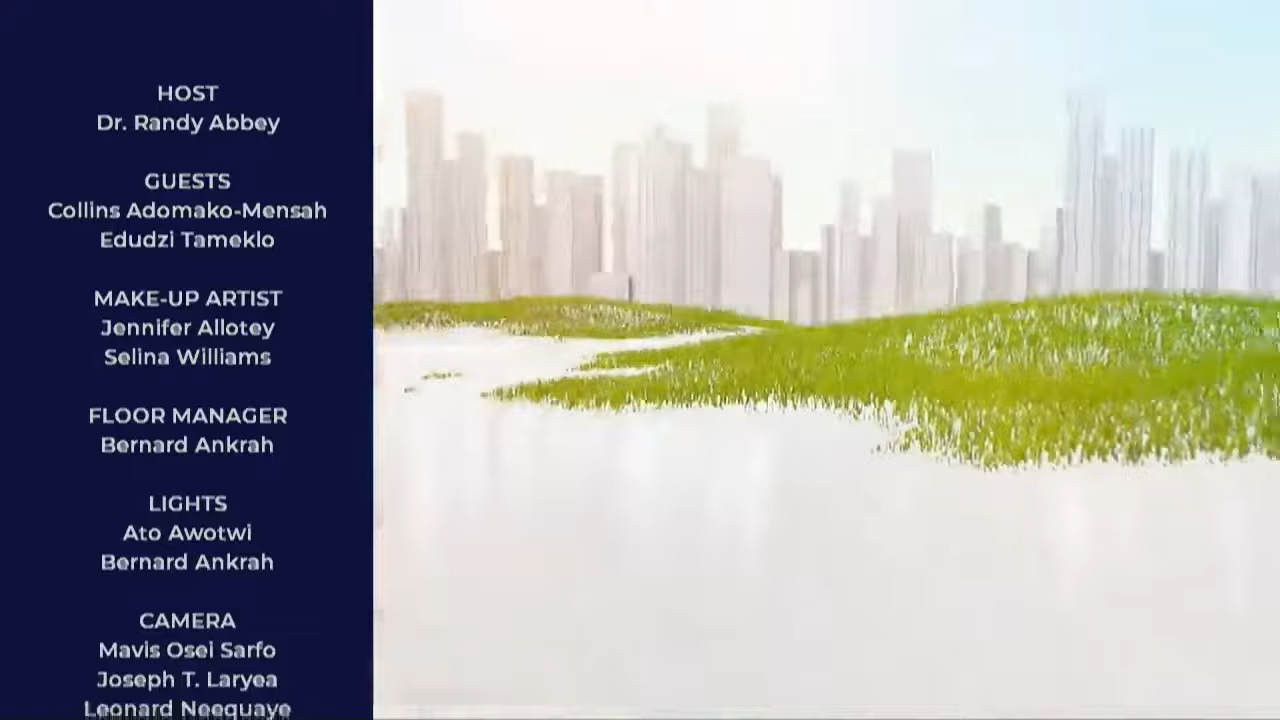 HOST
Dr. Randy Abbey
GUESTS
Collins Adomako-Mensah
Edudzi Tameklo
MAKE-UP ARTIST
Jennifer Allotey
Selina Williams
FLOOR MANAGER
Bernard Ankrah
LIGHTS
Ato Awotwi
Bernard Ankrah
CAMERA
Mavis Osei Sarfo
Joseph T. Laryea
Leonard Neequaye